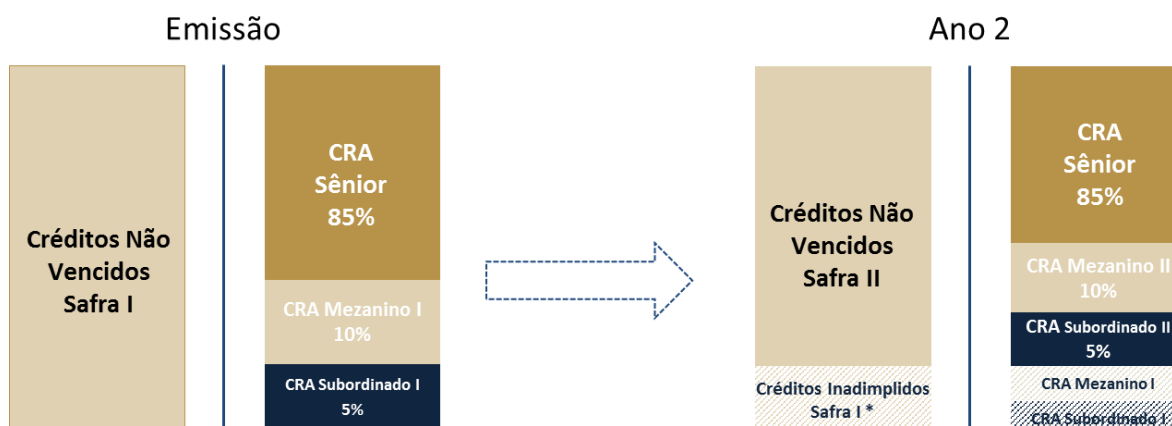 Emissão
Créditos Não
Vencidos
Safra I
CRA
Sênior
85%
CRA Mezanino I
10%
CRA Subordinado I
5%
Ano 2
Créditos Não
Vencidos
Safra II
Créditos Inadimplidos
Safra I *
CRA
Sênior
85%
CRA Mezanino II
10%
CRA Subordinado II
5%
CRA Mezanino I
CRA Subordinado I